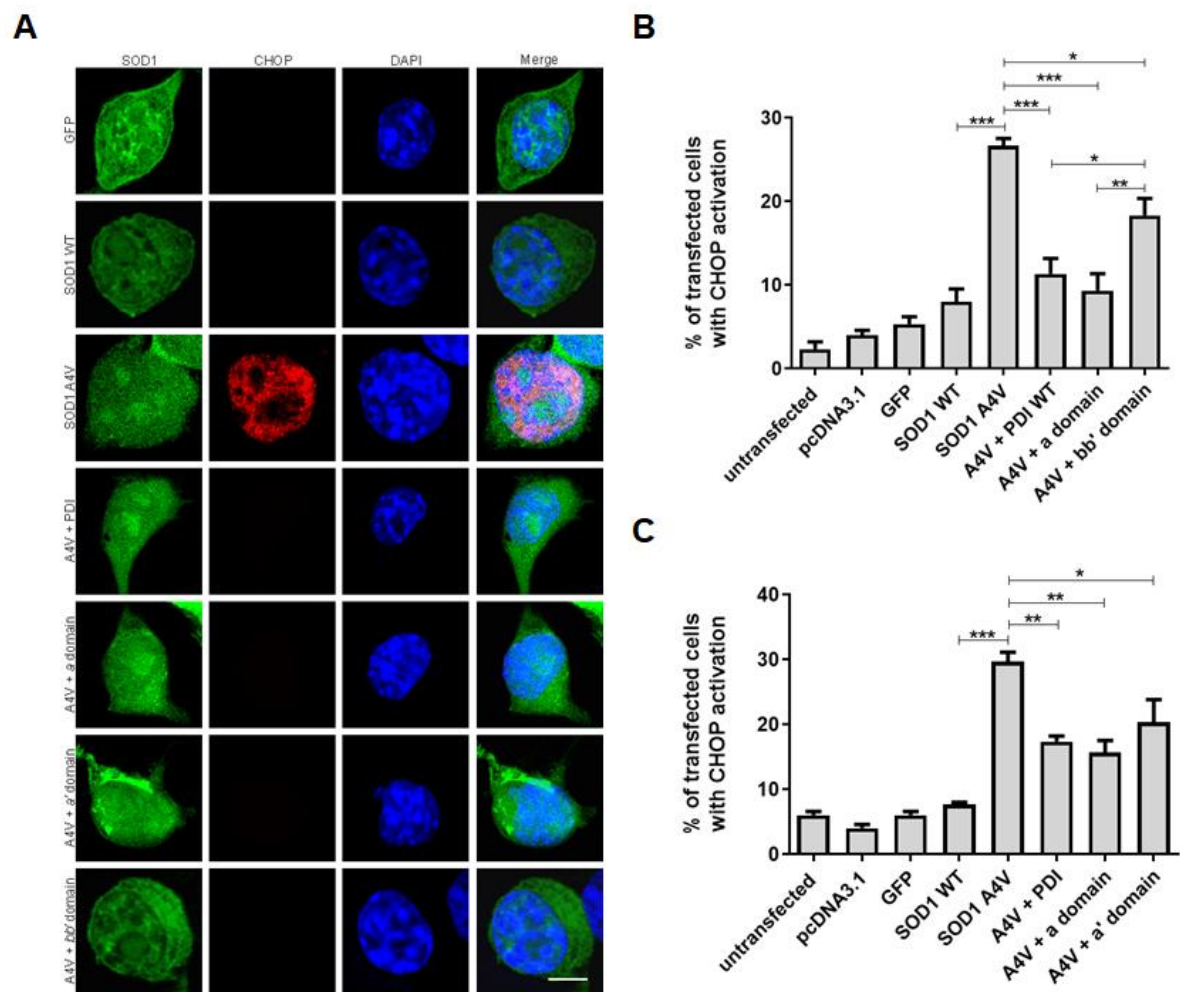 A
SOD1 CHOP DAPI Merge
GFP
SOD1 WT
SOD1 A4V
A4V + PDI
A4V + a domain
A4V + a' domain
A4V + bb' domain
B
% of transfected cells
with CHOP activation
30
20
10
0
*
***
***
***
*
**
untransfected
pcDNA3.1
GFP
SOD1 WT
SOD1 A4V
A4V + PDI WT
A4V + a domain
A4V + bb' domain
C
% of transfected cells
with CHOP activation
40
30
20
10
0
*
**
**
***
untransfected
pcDNA3.1
GFP
SOD1 WT
SOD1 A4V
A4V + PDI
A4V + a domain
A4V + a' domain